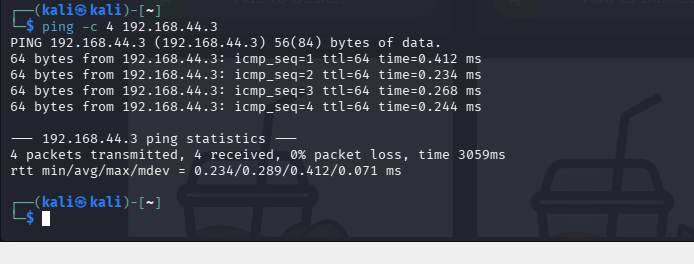 ┌──(kali㉿kali)-[~]
└─$ ping -c 4 192.168.44.3
PING 192.168.44.3 (192.168.44.3) 56(84) bytes of data.
64 bytes from 192.168.44.3: icmp_seq=1 ttl=64 time=0.412 ms
64 bytes from 192.168.44.3: icmp_seq=2 ttl=64 time=0.234 ms
64 bytes from 192.168.44.3: icmp_seq=3 ttl=64 time=0.268 ms
64 bytes from 192.168.44.3: icmp_seq=4 ttl=64 time=0.244 ms

--- 192.168.44.3 ping statistics ---
4 packets transmitted, 4 received, 0% packet loss, time 3059ms
rtt min/avg/max/mdev = 0.234/0.289/0.412/0.071 ms

┌──(kali㉿kali)-[~]
└─$